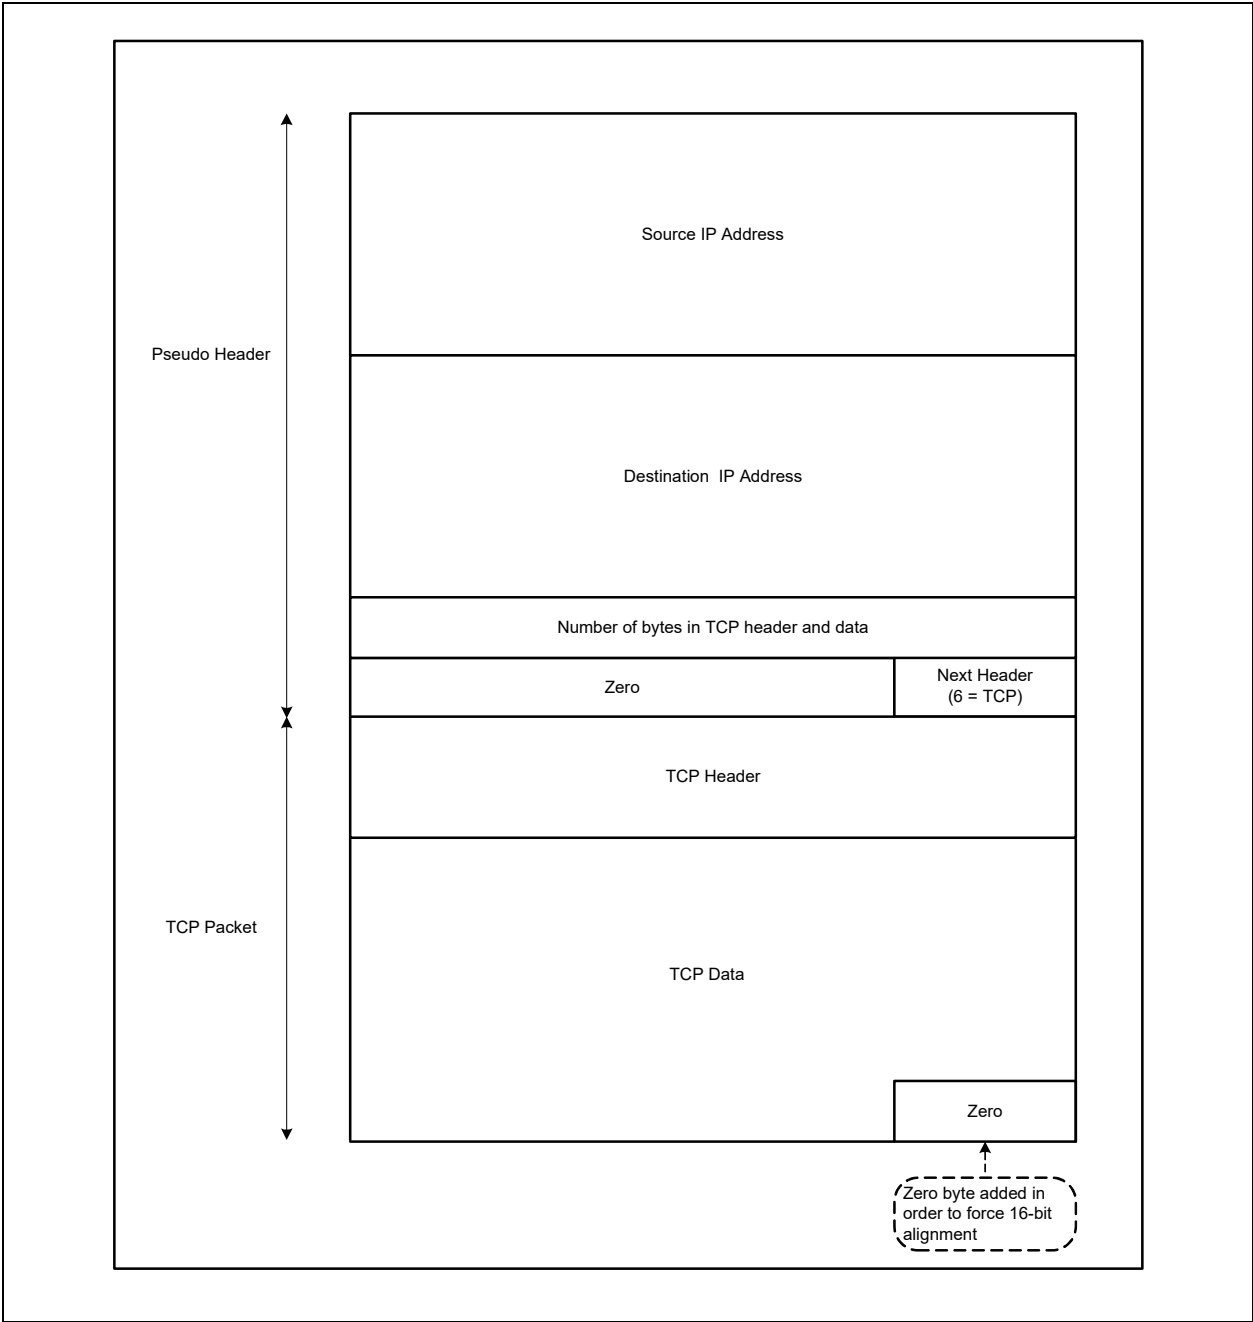 Source IP Address
Pseudo Header
Destination  IP Address
Number of bytes in TCP header and data
Zero
Next Header
(6 = TCP)
TCP Header
TCP Packet
TCP Data
Zero
Zero byte added in
order to force 16-bit
alignment